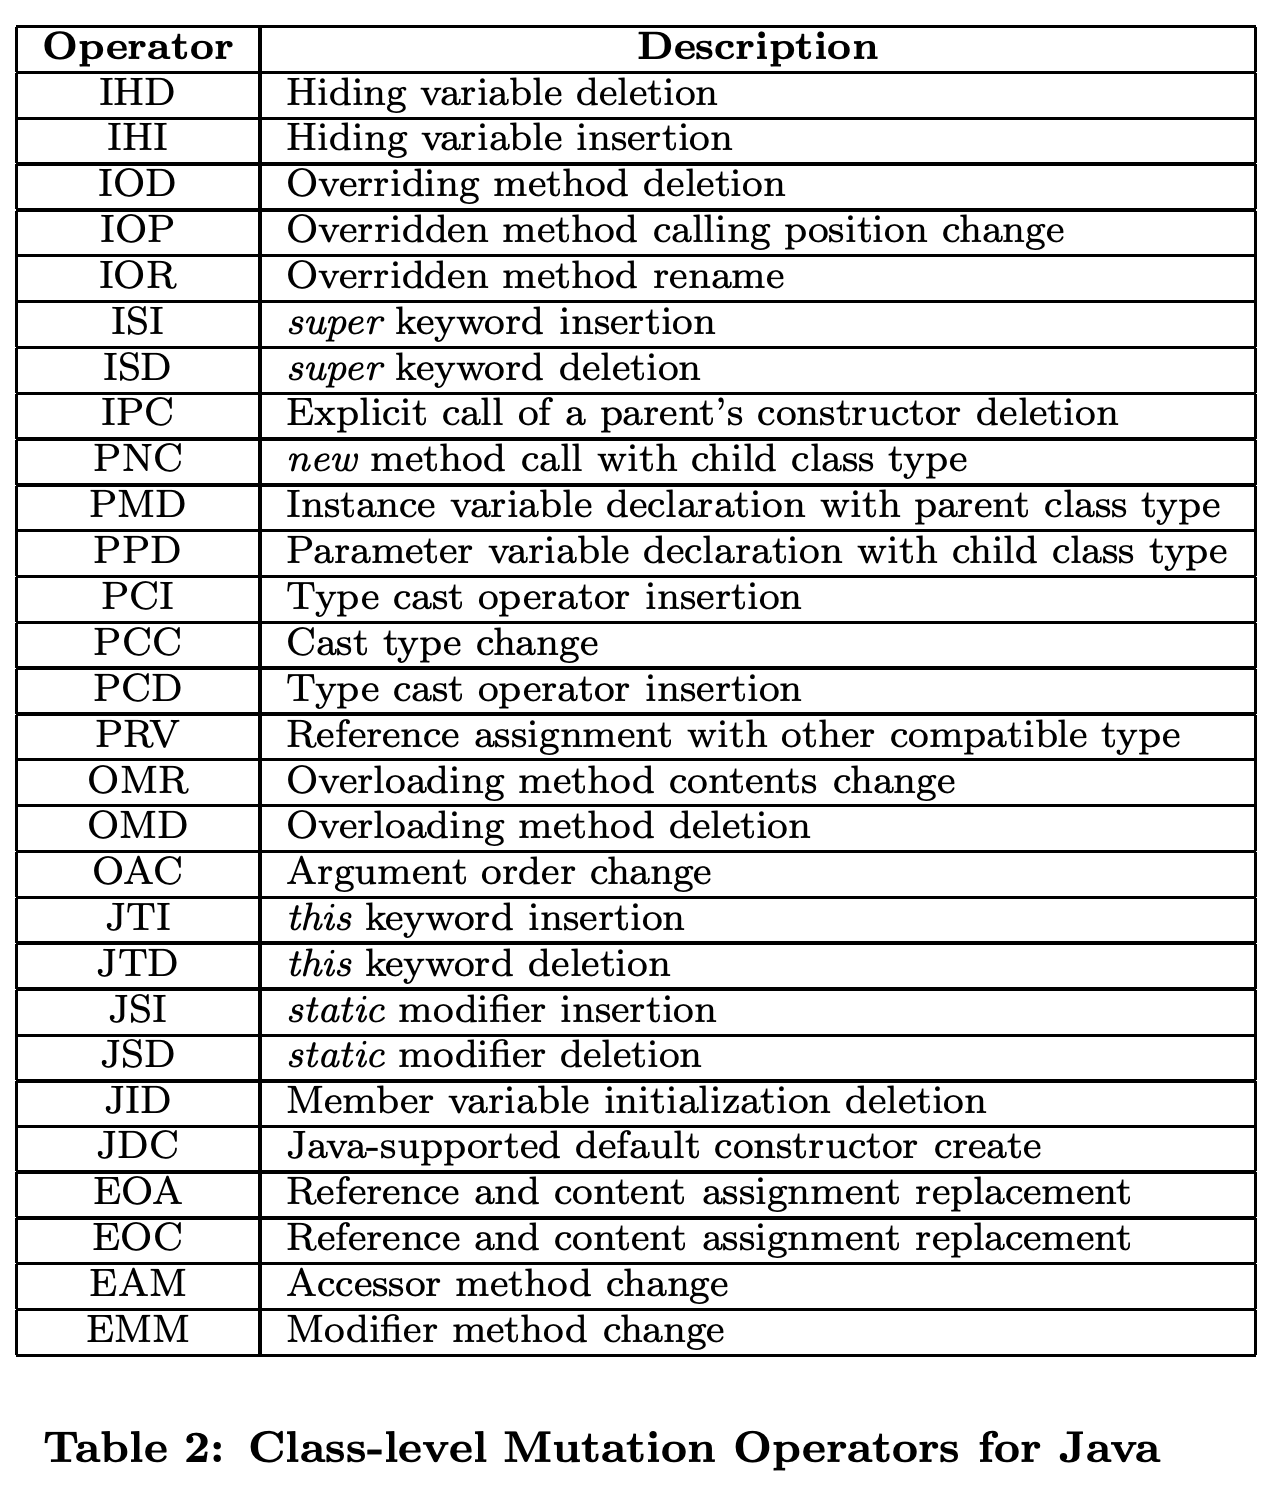 Operator Description
IHD Hiding variable deletion
IHI Hiding variable insertion
IOD Overriding method deletion
IOP Overridden method calling position change
IOR Overridden method rename
ISI super keyword insertion
ISD super keyword deletion
IPC Explicit call of a parent's constructor deletion
PNC new method call with child class type
PMD Instance variable declaration with parent class type
PPD Parameter variable declaration with child class type
PCI Type cast operator insertion
PCC Cast type change
PCD Type cast operator insertion
PRV Reference assignment with other compatible type
OMR Overloading method contents change
OMD Overloading method deletion
OAC Argument order change
JTI this keyword insertion
JTD this keyword deletion
JSI static modifier insertion
JSD static modifier deletion
JID Member variable initialization deletion
JDC Java-supported default constructor create
EOA Reference and content assignment replacement
EOC Reference and content assignment replacement
EAM Accessor method change
EMM Modifier method change
Table 2: Class-level Mutation Operators for Java